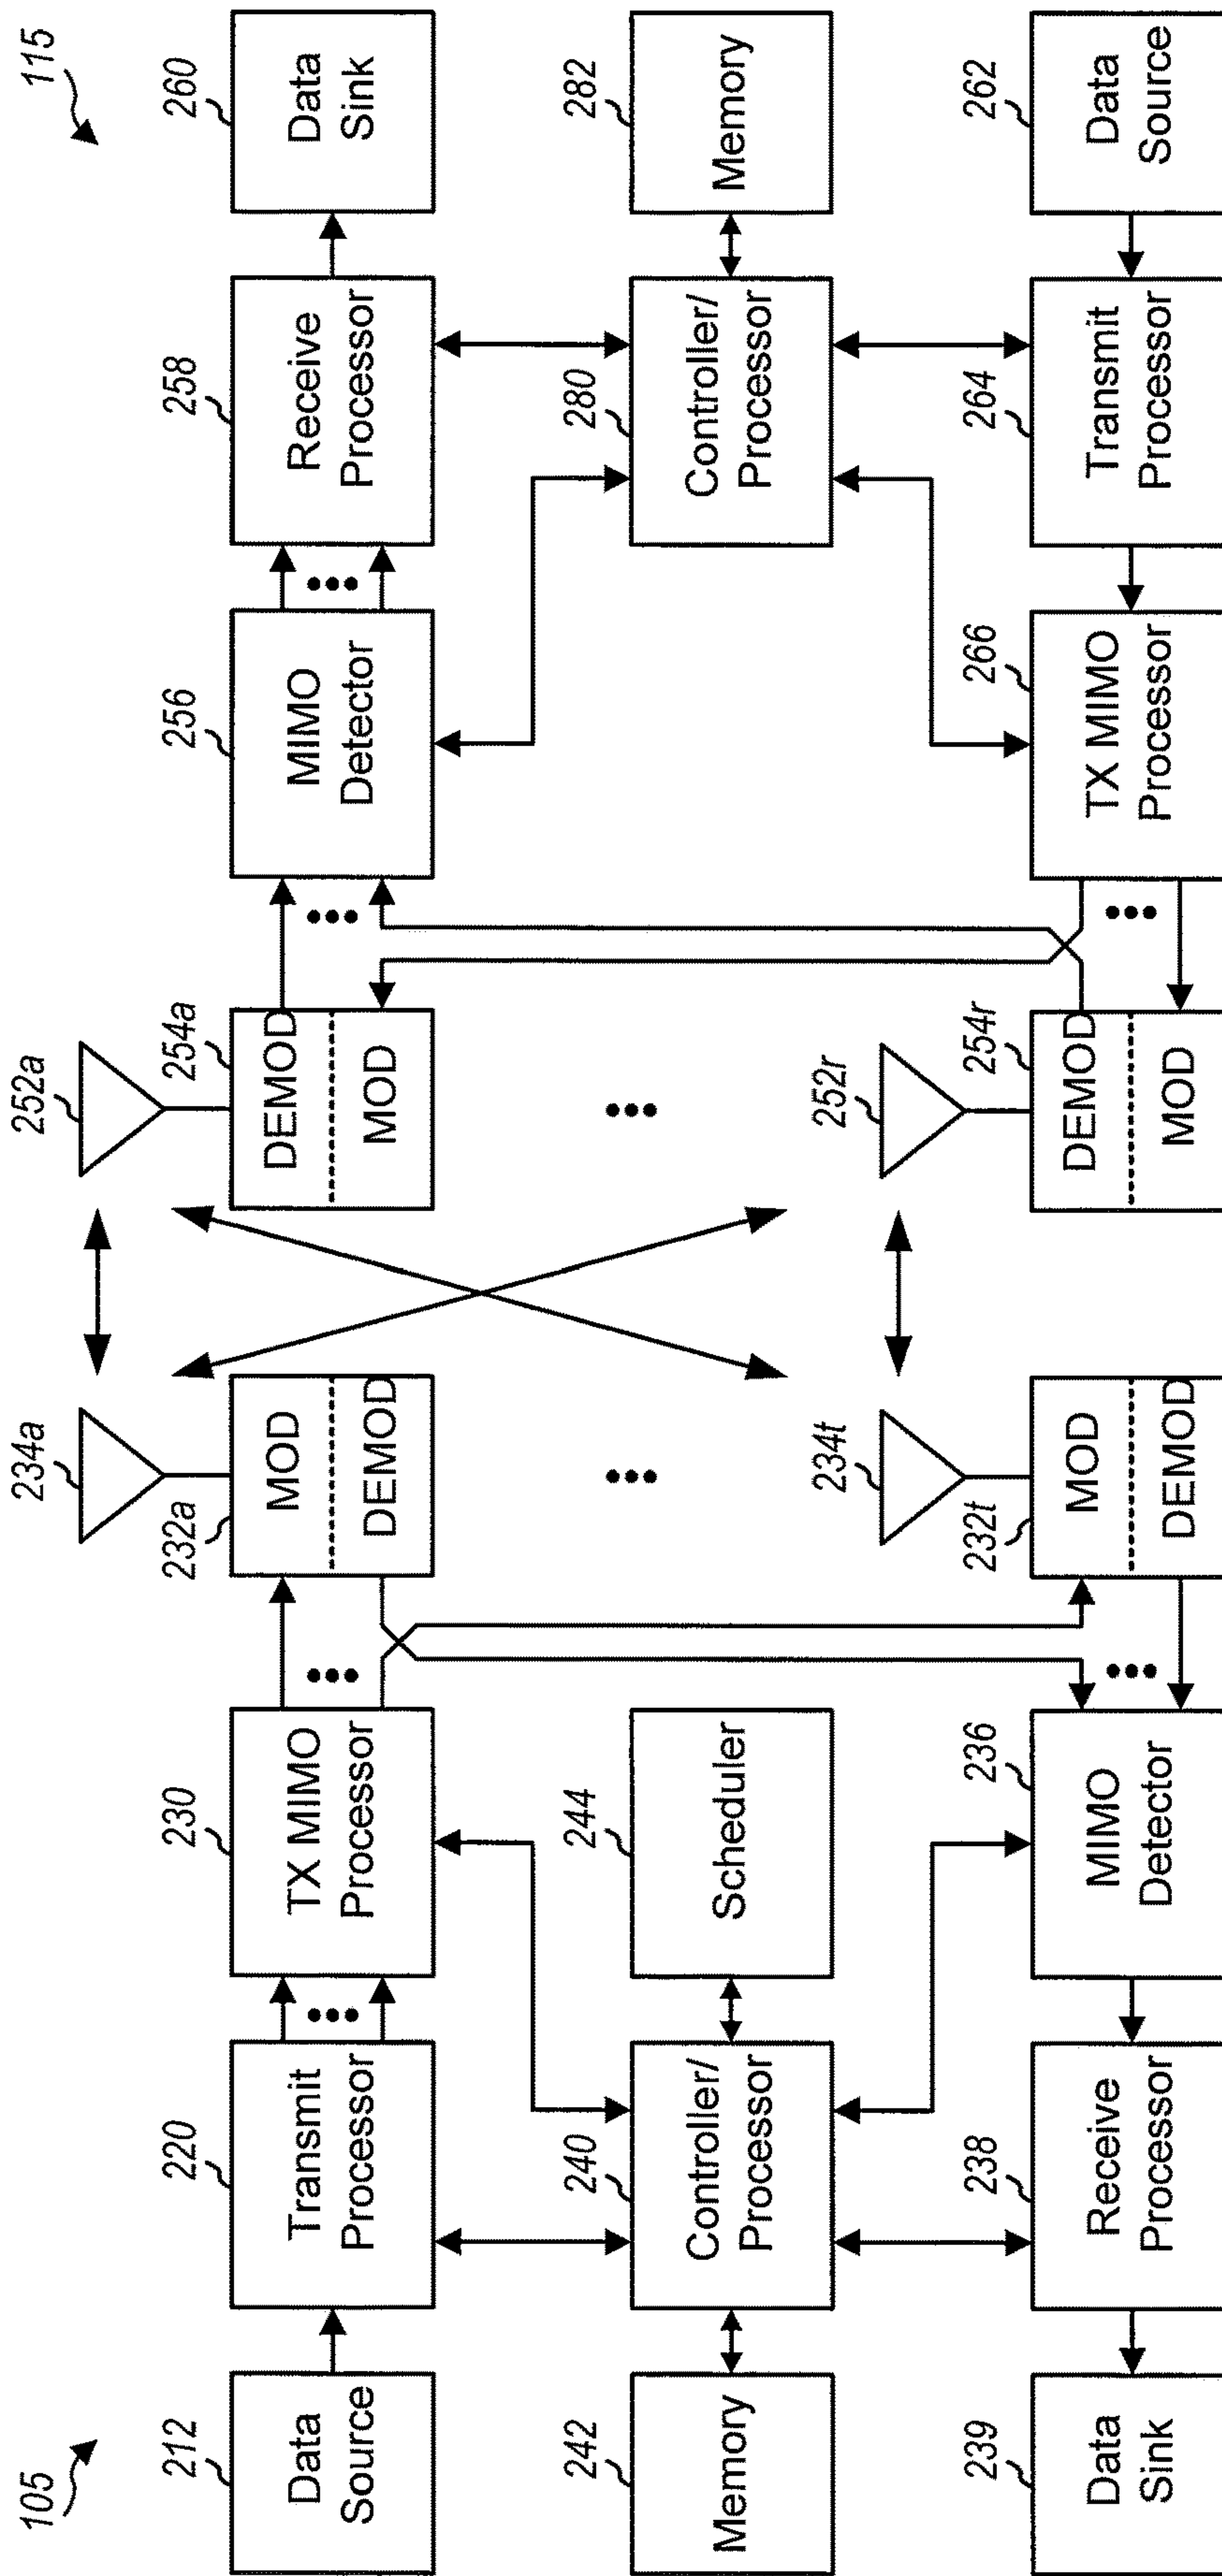 105
115
212
Data
Source
220
Transmit
Processor
230
TX MIMO
Processor
232a
MOD
DEMOD
234a
252a
254a
DEMOD
MOD
256
MIMO
Detector
258
Receive
Processor
260
Data
Sink
242
Memory
240
Controller/
Processor
244
Scheduler
280
Controller/
Processor
282
Memory
239
Data
Sink
238
Receive
Processor
236
MIMO
Detector
232t
MOD
DEMOD
234t
252r
254r
DEMOD
MOD
266
TX MIMO
Processor
264
Transmit
Processor
262
Data
Source